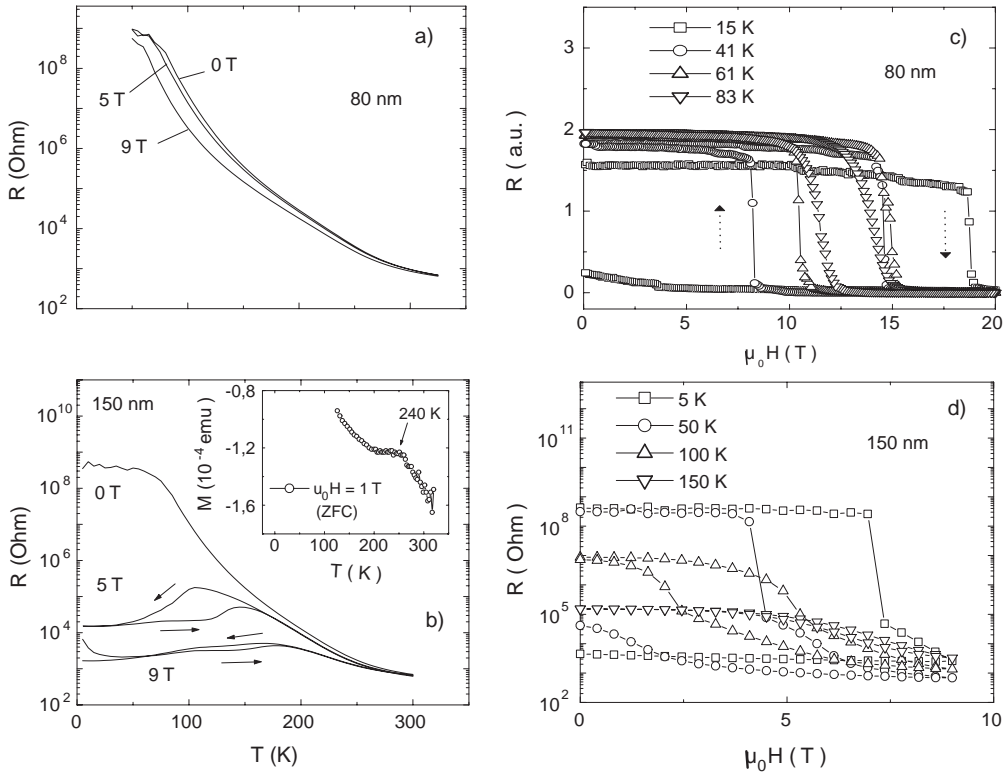 a)
80 nm
0 T
5 T
9 T
R (Ohm)
10^8
10^6
10^4
10^2
c)
80 nm
15 K
41 K
61 K
83 K
R ( a.u. )
3
2
1
0
0 5 10 15 20
μ₀H ( T )
b)
150 nm
0 T
5 T
9 T
R (Ohm)
10^10
10^8
10^6
10^4
10^2
0 100 200 300
T (K)
240 K
u₀H = 1 T
(ZFC)
M (10^-4 emu)
-0,8
-1,2
-1,6
0 100 200 300
T ( K )
d)
150 nm
5 K
50 K
100 K
150 K
R ( Ohm )
10^11
10^8
10^5
10^2
0 5 10
μ₀H ( T )